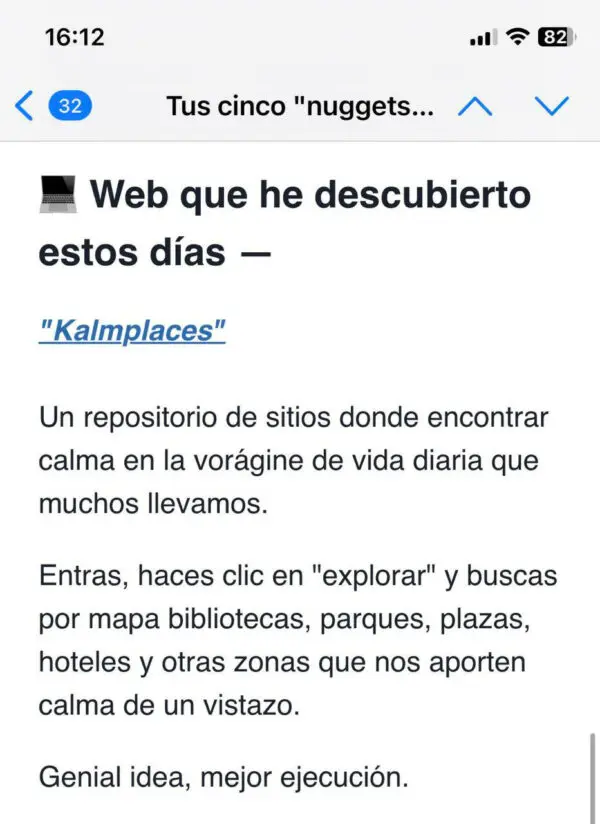 16:12
82
32
Tus cinco "nuggets...
Web que he descubierto
estos días —
"Kalmplaces"
Un repositorio de sitios donde encontrar
calma en la vorágine de vida diaria que
muchos llevamos.
Entras, haces clic en "explorar" y buscas
por mapa bibliotecas, parques, plazas,
hoteles y otras zonas que nos aporten
calma de un vistazo.
Genial idea, mejor ejecución.